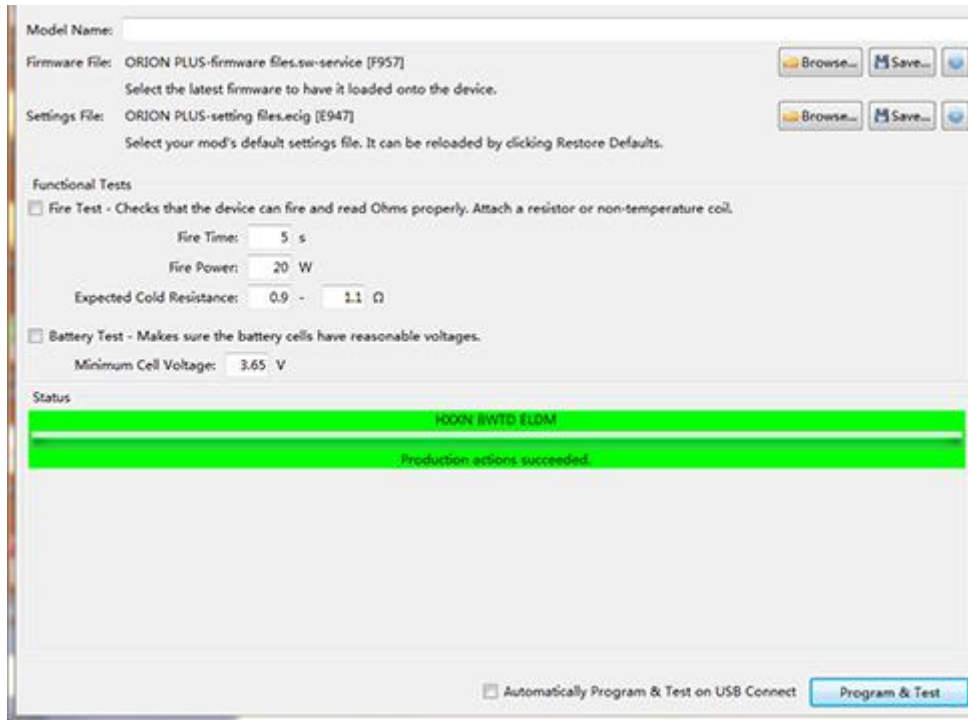 Model Name:
Firmware File: ORION PLUS-firmware files.sw-service [F957] Browse... Save...
Select the latest firmware to have it loaded onto the device.
Settings File: ORION PLUS-setting files.ecig [E947] Browse... Save...
Select your mod's default settings file. It can be reloaded by clicking Restore Defaults.
Functional Tests
Fire Test - Checks that the device can fire and read Ohms properly. Attach a resistor or non-temperature coil.
Fire Time: 5 s
Fire Power: 20 W
Expected Cold Resistance: 0.9 - 1.1 Ω
Battery Test - Makes sure the battery cells have reasonable voltages.
Minimum Cell Voltage: 3.65 V
Status
BWTD ELDM
Production actions succeeded.
Automatically Program & Test on USB Connect Program & Test